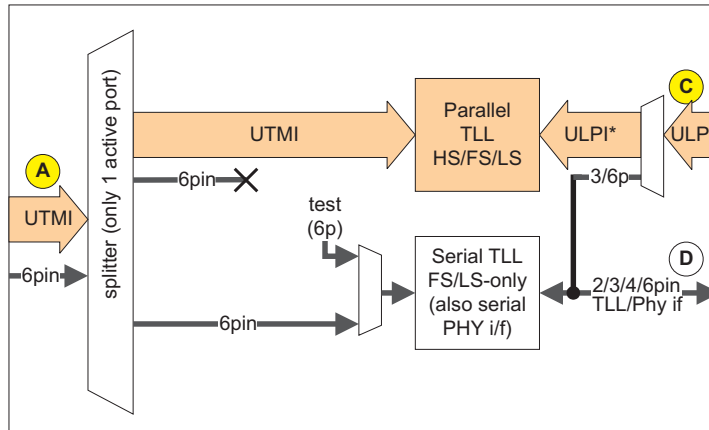 splitter (only 1 active port)
A
UTMI
6pin
UTMI
6pin
6pin
test
(6p)
Parallel
TLL
HS/FS/LS
Serial TLL
FS/LS-only
(also serial
PHY i/f)
ULPI*
C
ULP
3/6p
D
2/3/4/6pin
TLL/Phy if